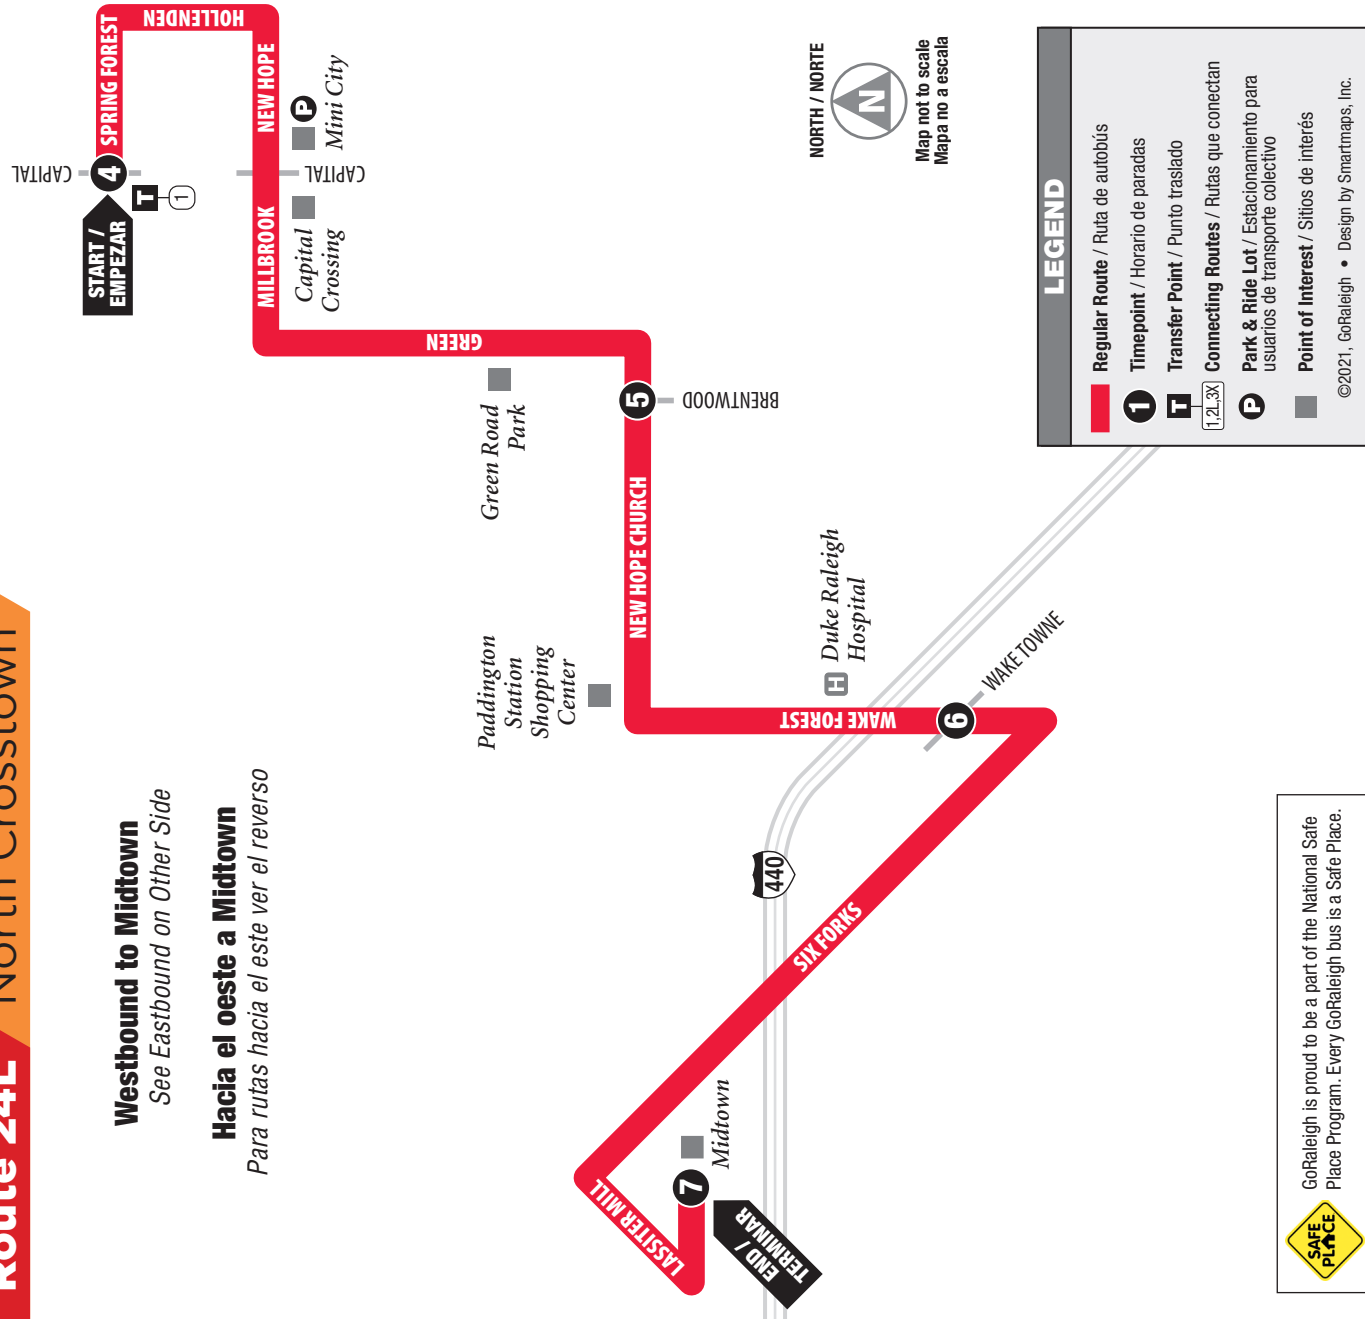 Route 24L North Crosstown
Westbound to Midtown
See Eastbound on Other Side
Hacia el oeste a Midtown
Para rutas hacia el este ver el reverso
START /
EMPEZAR
CAPITAL
4
T
1
SPRING FOREST
HOLLENDEN
NEW HOPE
P
Mini City
CAPITAL
MILLBROOK
Capital
Crossing
GREEN
Green Road
Park
5
BRENTWOOD
NEW HOPE CHURCH
Paddington
Station
Shopping
Center
H
Duke Raleigh
Hospital
WAKE FOREST
6
WAKE TOWNE
440
SIX FORKS
LASSITER MILL
7
Midtown
END /
TERMINAR
NORTH / NORTE
N
Map not to scale
Mapa no a escala
LEGEND
Regular Route / Ruta de autobús
1 Timepoint / Horario de paradas
T Transfer Point / Punto traslado
1,2L,3X Connecting Routes / Rutas que conectan
P Park & Ride Lot / Estacionamiento para
usuarios de transporte colectivo
Point of Interest / Sitios de interés
©2021, GoRaleigh • Design by Smartmaps, Inc.
SAFE
PLACE
GoRaleigh is proud to be a part of the National Safe
Place Program. Every GoRaleigh bus is a Safe Place.